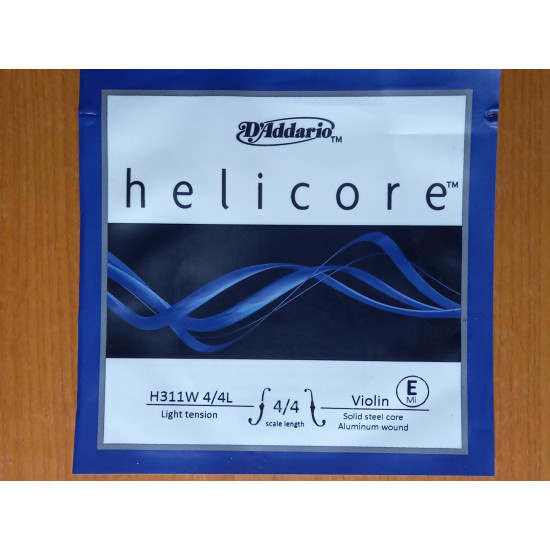 D'Addario™
helicore™
H311W 4/4L
Light tension
4/4
scale length
Violin
Solid steel core
Aluminum wound
E
Mi